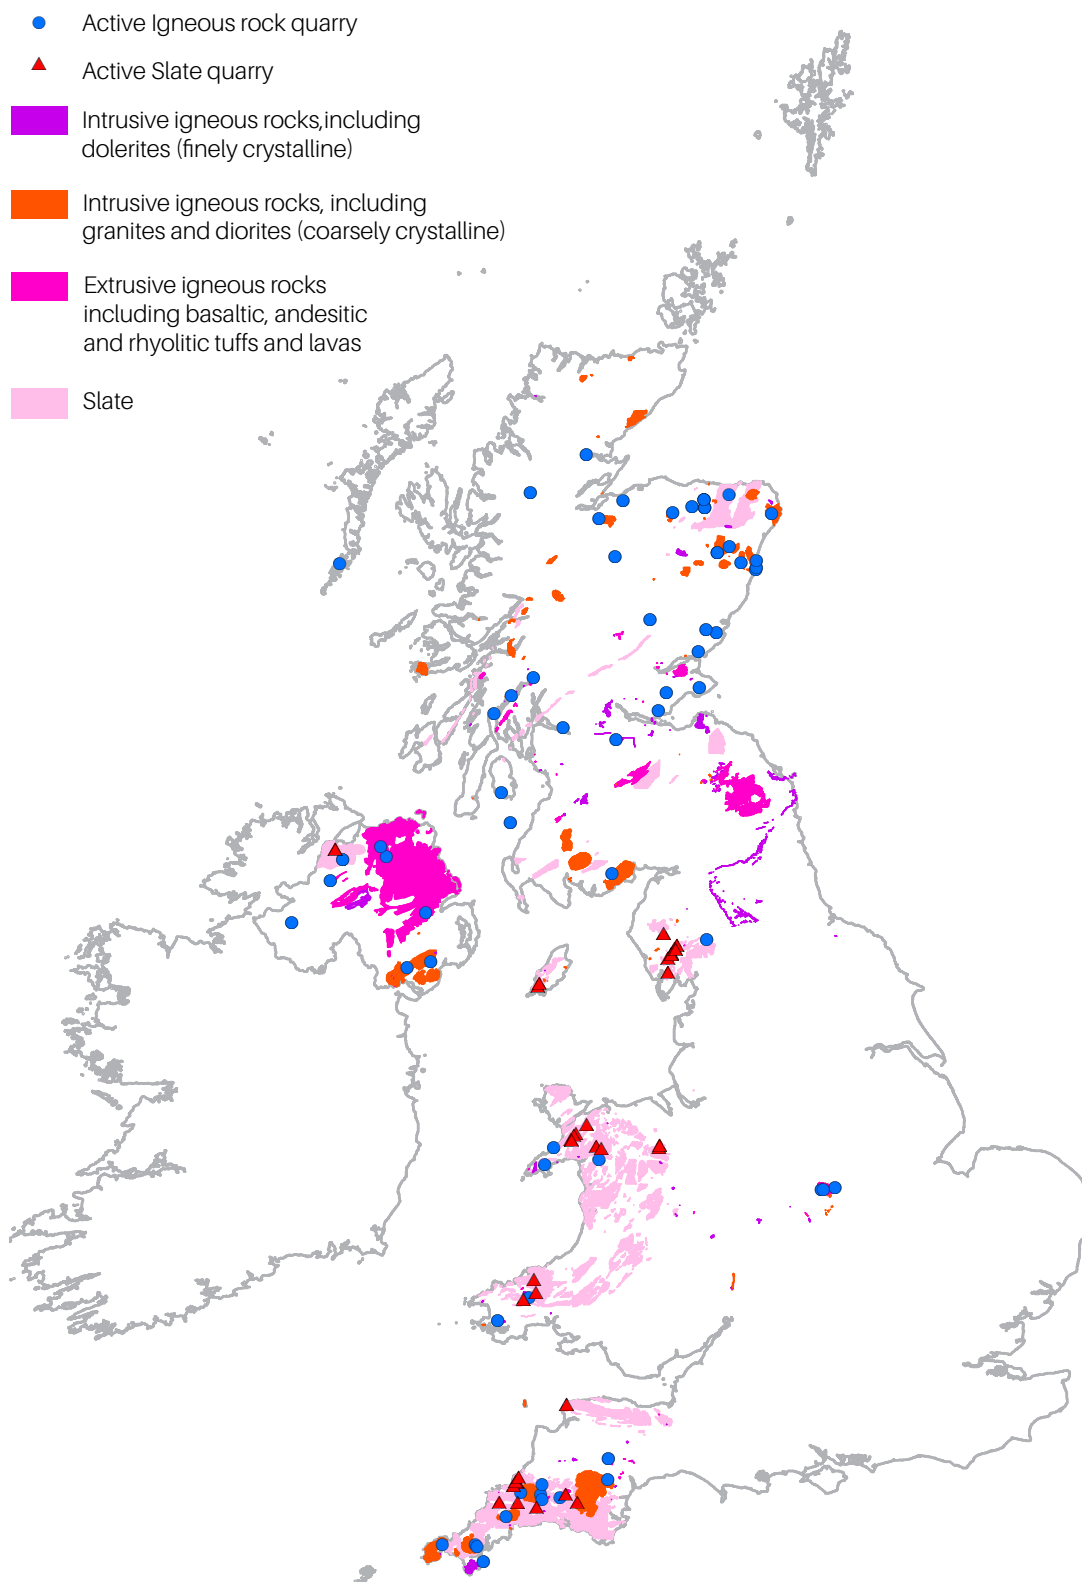 Active Igneous rock quarry
Active Slate quarry
Intrusive igneous rocks,including
dolerites (finely crystalline)
Intrusive igneous rocks, including
granites and diorites (coarsely crystalline)
Extrusive igneous rocks
including basaltic, andesitic
and rhyolitic tuffs and lavas
Slate